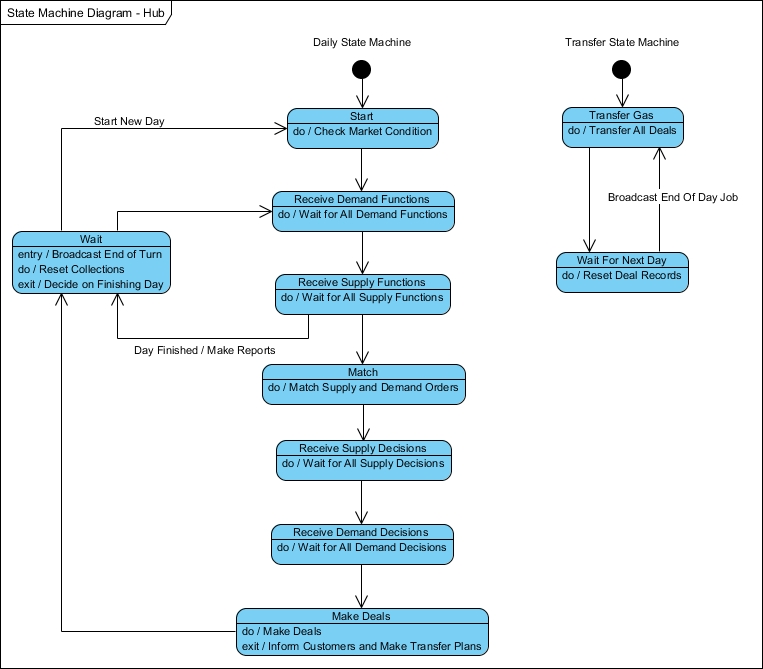 State Machine Diagram - Hub
Daily State Machine
Transfer State Machine
Start
do / Check Market Condition
Transfer Gas
do / Transfer All Deals
Start New Day
Receive Demand Functions
do / Wait for All Demand Functions
Broadcast End Of Day Job
Wait
entry / Broadcast End of Turn
do / Reset Collections
exit / Decide on Finishing Day
Wait For Next Day
do / Reset Deal Records
Receive Supply Functions
do / Wait for All Supply Functions
Day Finished / Make Reports
Match
do / Match Supply and Demand Orders
Receive Supply Decisions
do / Wait for All Supply Decisions
Receive Demand Decisions
do / Wait for All Demand Decisions
Make Deals
do / Make Deals
exit / Inform Customers and Make Transfer Plans